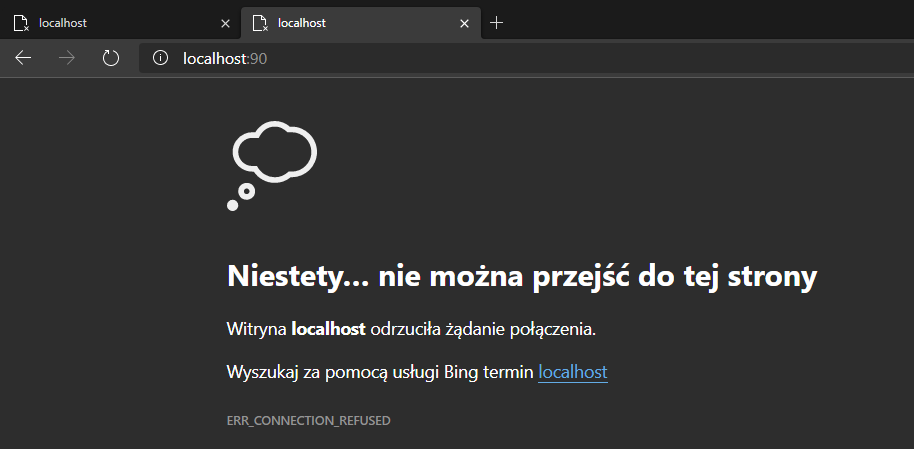 localhost
localhost
localhost:90
Niestety... nie można przejść do tej strony
Witryna localhost odrzuciła żądanie połączenia.
Wyszukaj za pomocą usługi Bing termin localhost
ERR_CONNECTION_REFUSED